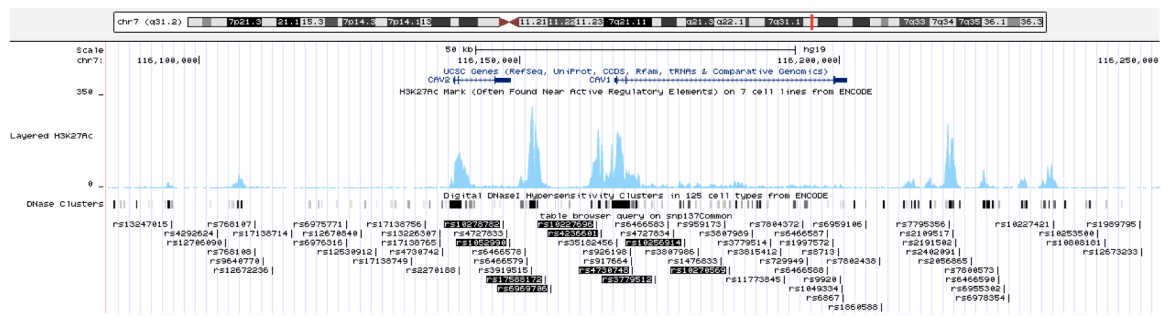 chr7 (q31.2) 7p21.3 21.1 15.3 7p14.3 7p14.1 13 11.21 11.22 11.23 7q21.11 q21.3 q22.1 7q31.1 7q33 7q34 7q35 36.1 36.3
Scale 50 kb hg19
chr7: 116,100,000 116,150,000 116,200,000 116,250,000
UCSC Genes (RefSeq, UniProt, CCDS, Rfam, tRNAs & Comparative Genomics)
CAV2 CAV1
H3K27Ac Mark (Often Found Near Active Regulatory Elements) on 7 cell lines from ENCODE
350 _
Layered H3K27Ac
0 _
Digital DNaseI Hypersensitivity Clusters in 125 cell types from ENCODE
DNase Clusters
table browser query on snp137Common
rs13247015 rs768107 rs6975771 rs17138756 rs10278782 rs10227696 rs6466583 rs959173 rs7804372 rs6959106 rs7795356 rs10227421 rs1989795
rs4292624 rs17138714 rs12670840 rs13226307 rs4727833 rs4236601 rs4727834 rs3807989 rs6466587 rs2109517 rs10253500
rs12706090 rs6976316 rs17138765 rs1052990 rs35182456 rs10256914 rs3779514 rs1997572 rs2191502 rs10808181
rs768108 rs12530912 rs4730742 rs6466578 rs926198 rs3807986 rs3815412 rs8713 rs2402091 rs12673233
rs9640770 rs17138749 rs6466579 rs917664 rs1476833 rs729949 rs7802438 rs2056865
rs12672236 rs2270188 rs3919515 rs4730748 rs10270569 rs6466588 rs7800573
rs17588172 rs3779512 rs11773845 rs9920 rs6466590
rs6969706 rs1049334 rs6955302
rs6867 rs6978354
rs1860588